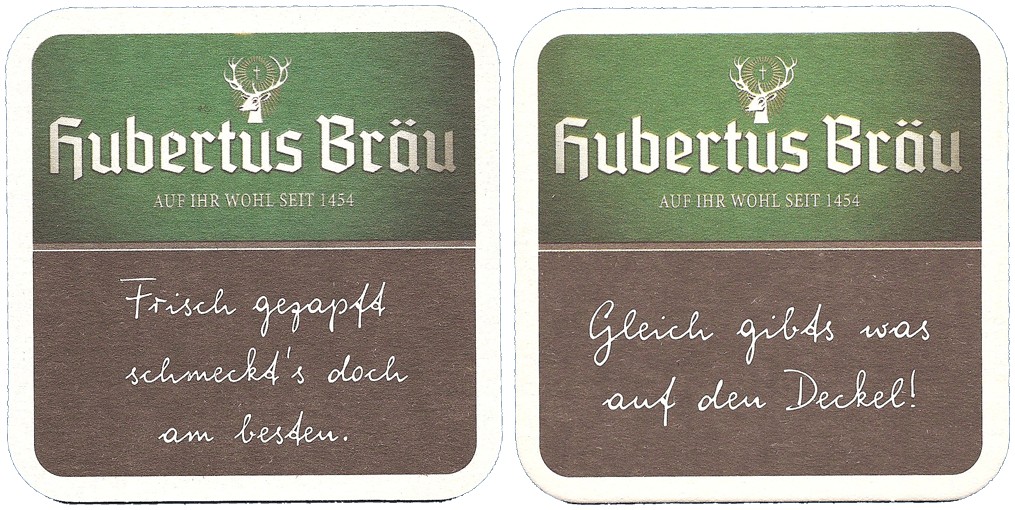 Hubertus Bräu
AUF IHR WOHL SEIT 1454
Frisch gezapft
schmeckt's doch
am besten.
Hubertus Bräu
AUF IHR WOHL SEIT 1454
Gleich gibts was
auf den Deckel!